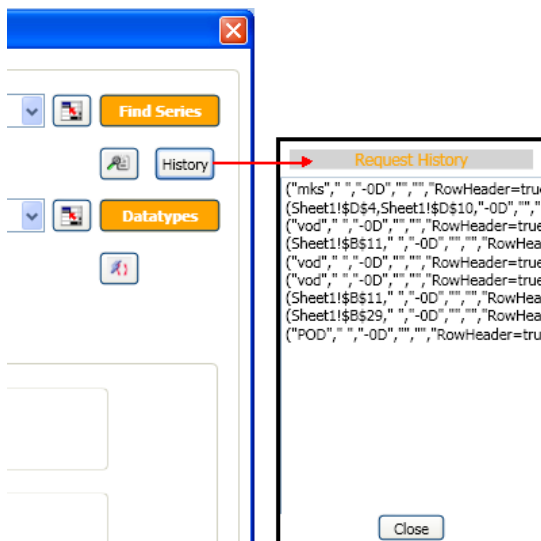 Find Series
History
Datatypes
Request History
("mks"," ","-0D","","","RowHeader=true
(Sheet1!$D$4,Sheet1!$D$10,"-0D","","
("vod"," ","-0D","","","RowHeader=true
(Sheet1!$B$11," ","-0D","","","RowHea
("vod"," ","-0D","","","RowHeader=true
("vod"," ","-0D","","","RowHeader=true
(Sheet1!$B$11," ","-0D","","","RowHea
(Sheet1!$B$29," ","-0D","","","RowHea
("POD"," ","-0D","","","RowHeader=tru
Close